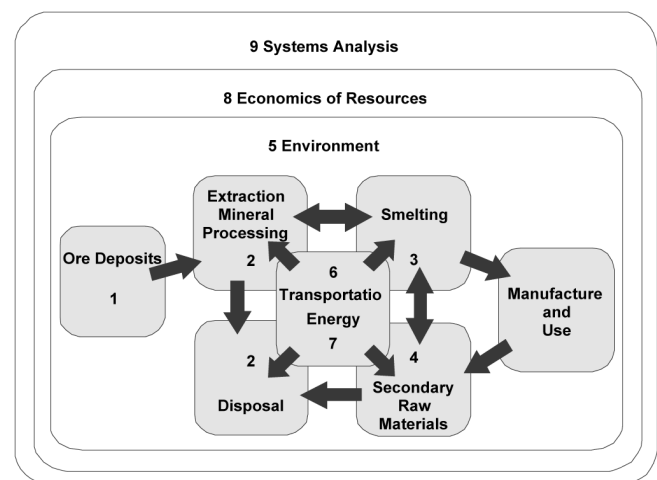 9 Systems Analysis
8 Economics of Resources
5 Environment
Extraction
Mineral
Processing
2
Smelting
3
Ore Deposits
1
6
Transportatio
Energy
7
Manufacture
and
Use
2
Disposal
4
Secondary
Raw
Materials